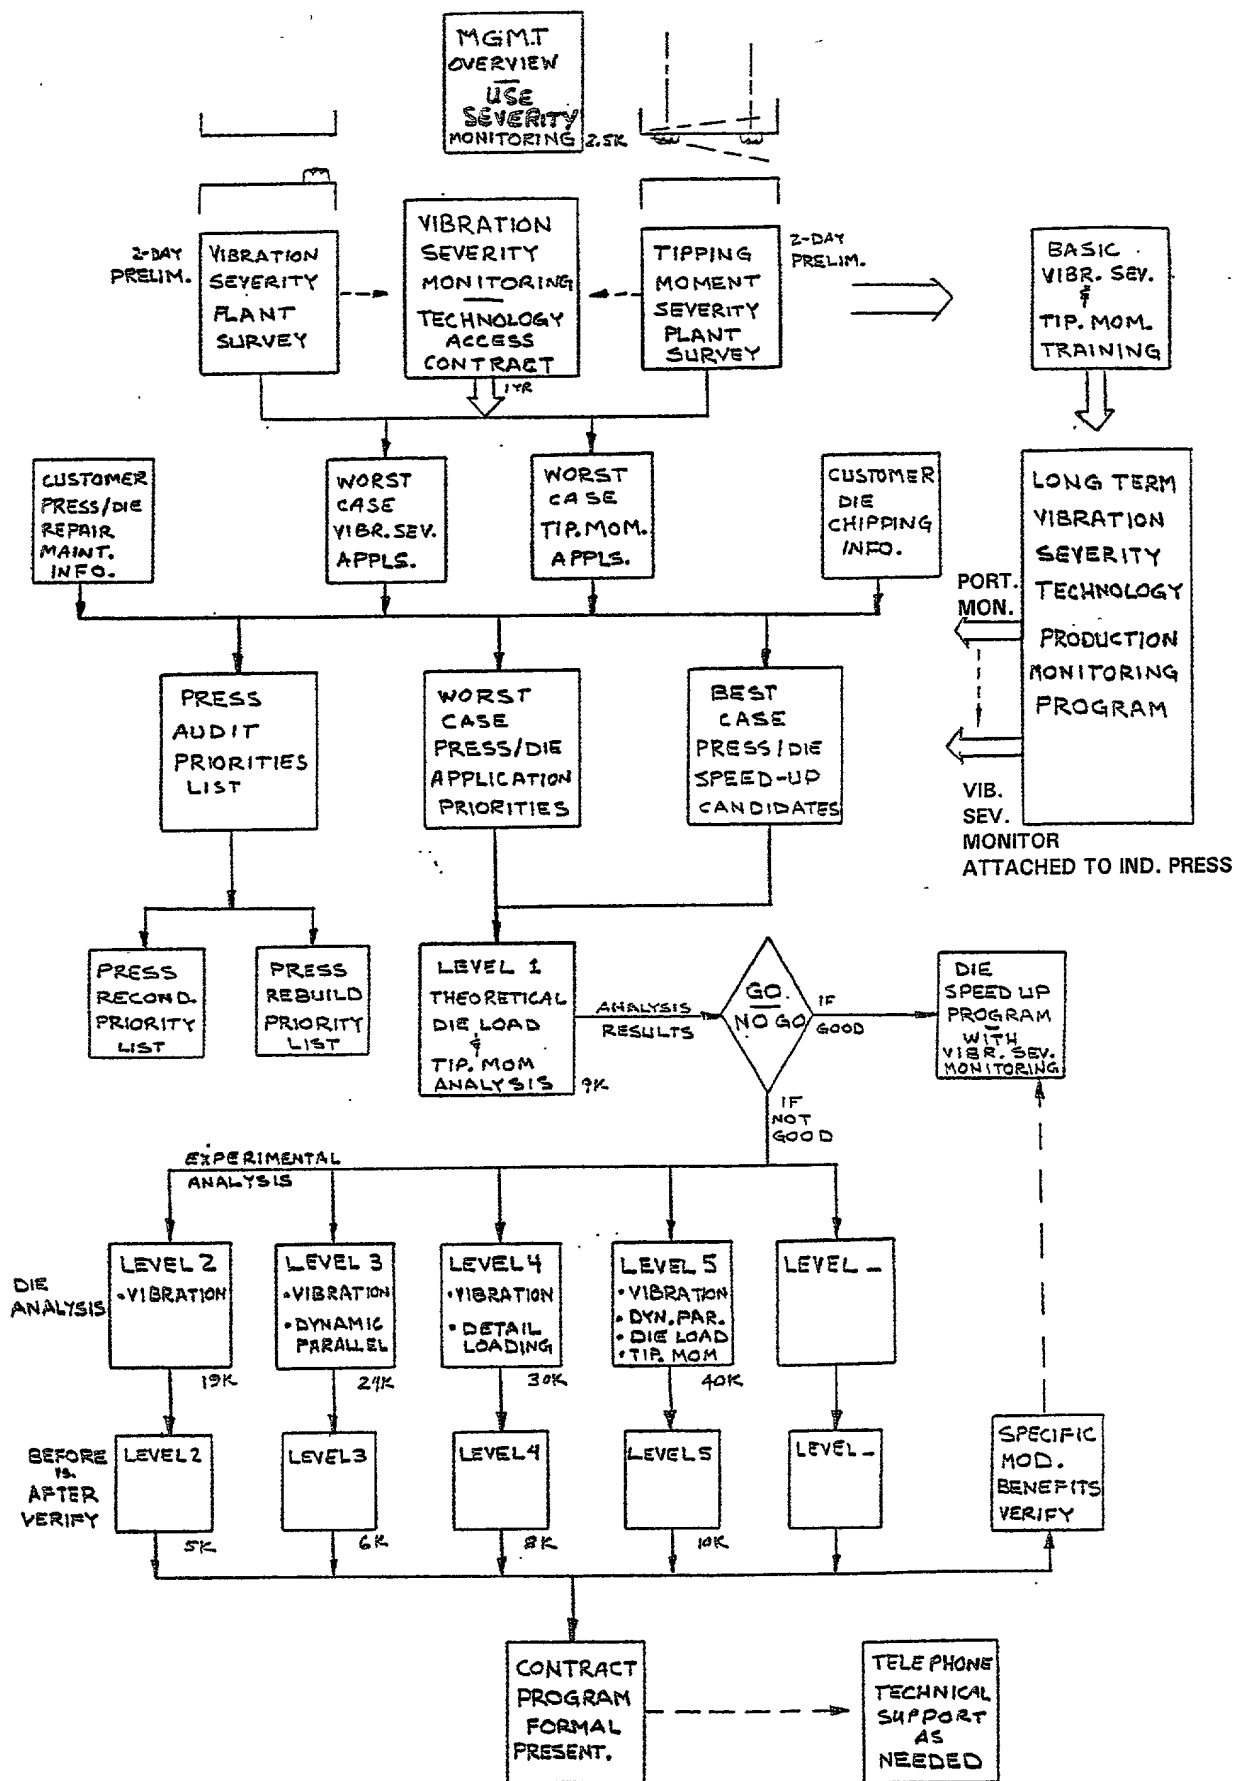 MGM.T
OVERVIEW
USE
SEVERITY
MONITORING 2.5K
2-DAY
PRELIM.
VIBRATION
SEVERITY
PLANT
SURVEY
VIBRATION
SEVERITY
MONITORING
TECHNOLOGY
ACCESS
CONTRACT
1 YR
TIPPING
MOMENT
SEVERITY
PLANT
SURVEY
2-DAY
PRELIM.
BASIC
VIBR. SEV.
&
TIP. MOM.
TRAINING
CUSTOMER
PRESS/DIE
REPAIR
MAINT.
INFO.
WORST
CASE
VIBR. SEV.
APPLS.
WORST
CASE
TIP. MOM.
APPLS.
CUSTOMER
DIE
CHIPPING
INFO.
LONG TERM
VIBRATION
SEVERITY
TECHNOLOGY
PRODUCTION
MONITORING
PROGRAM
PORT.
MON.
VIB.
SEV.
MONITOR
ATTACHED TO IND. PRESS
PRESS
AUDIT
PRIORITIES
LIST
WORST
CASE
PRESS/DIE
APPLICATION
PRIORITIES
BEST
CASE
PRESS/DIE
SPEED-UP
CANDIDATES
PRESS
RECOND.
PRIORITY
LIST
PRESS
REBUILD
PRIORITY
LIST
LEVEL 1
THEORETICAL
DIE LOAD
&
TIP. MOM
ANALYSIS 9K
ANALYSIS
RESULTS
GO
NO GO
IF
GOOD
IF
NOT
GOOD
DIE
SPEED UP
PROGRAM
WITH
VIBR. SEV.
MONITORING
EXPERIMENTAL
ANALYSIS
DIE
ANALYSIS
LEVEL 2
• VIBRATION
19K
LEVEL 3
• VIBRATION
• DYNAMIC
PARALLEL
24K
LEVEL 4
• VIBRATION
• DETAIL
LOADING
30K
LEVEL 5
• VIBRATION
• DYN. PAR.
• DIE LOAD
• TIP. MOM
40K
LEVEL _
BEFORE
vs.
AFTER
VERIFY
LEVEL 2
5K
LEVEL 3
6K
LEVEL 4
8K
LEVEL 5
10K
LEVEL _
SPECIFIC
MOD.
BENEFITS
VERIFY
CONTRACT
PROGRAM
FORMAL
PRESENT.
TELEPHONE
TECHNICAL
SUPPORT
AS
NEEDED